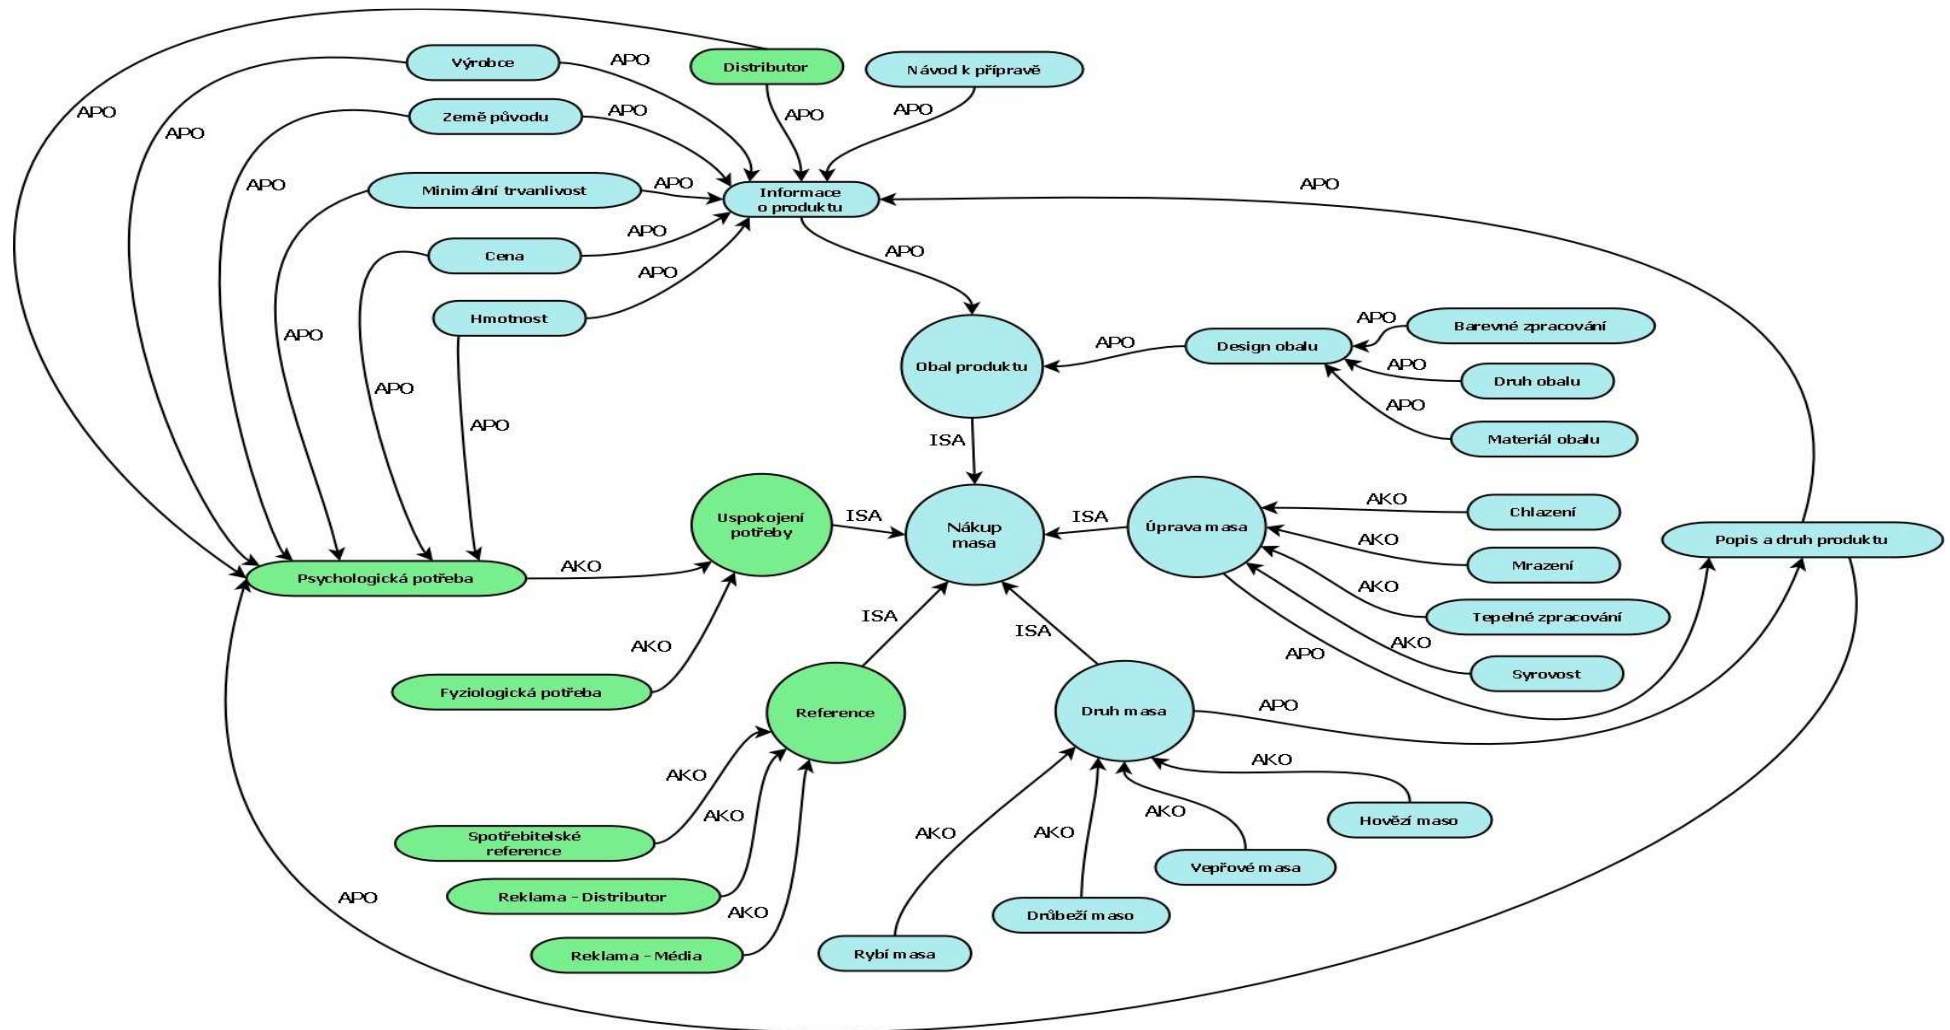 APO
Výrobce
APO
Distributor
Návod k přípravě
APO
APO
Země původu
APO
APO
APO
APO
Minimální trvanlivost
APO
Informace
o produktu
APO
Cena
APO
APO
APO
Hmotnost
APO
APO
APO
APO
Obal produktu
APO
Design obalu
APO
Barevné zpracování
APO
Druh obalu
APO
Materiál obalu
ISA
Uspokojení
potřeby
ISA
Nákup
masa
ISA
Úprava masa
AKO
Chlazení
AKO
Mrazení
AKO
Tepelné zpracování
AKO
Syrovost
Popis a druh produktu
Psychologická potřeba
AKO
AKO
Fyziologická potřeba
ISA
ISA
APO
Reference
Druh masa
APO
AKO
Spotřebitelské
reference
AKO
Reklama - Distributor
AKO
Reklama - Média
APO
AKO
Rybí masa
AKO
Drůbeží maso
AKO
Vepřové masa
AKO
Hovězí maso